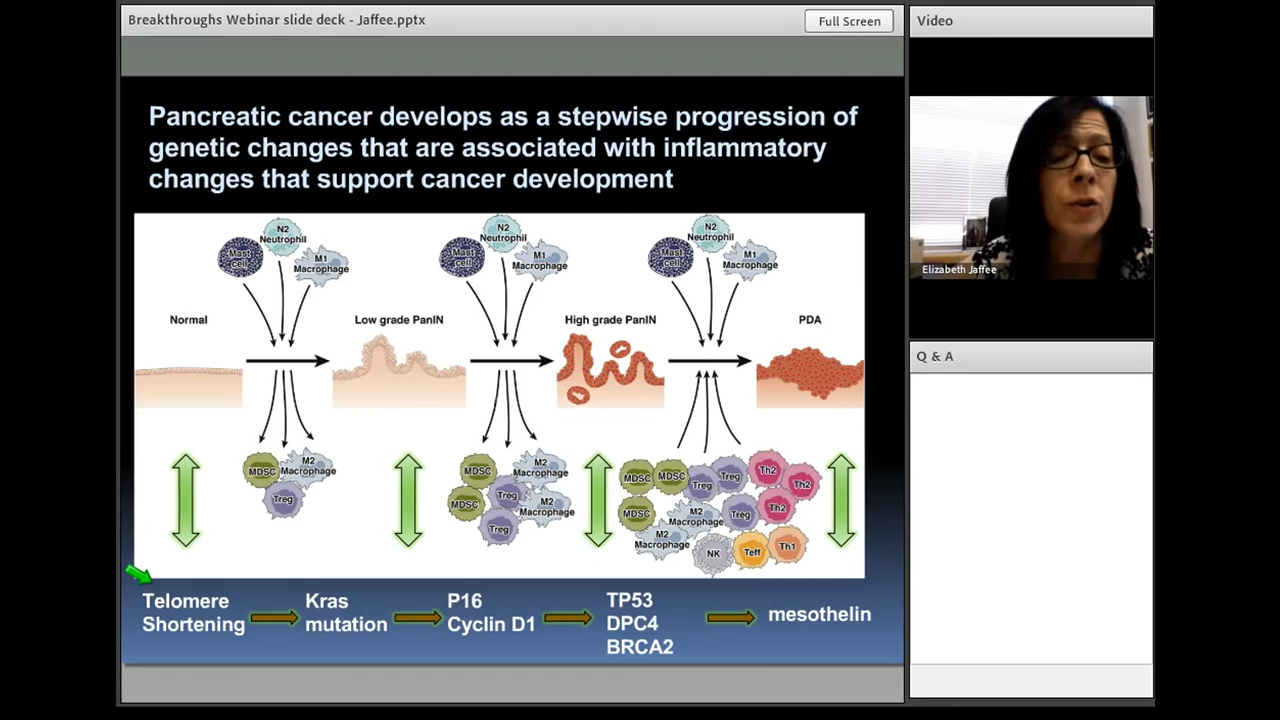 Breakthroughs Webinar slide deck - Jaffee.pptx
Full Screen
Video
Pancreatic cancer develops as a stepwise progression of
genetic changes that are associated with inflammatory
changes that support cancer development
Elizabeth Jaffee
Q & A
N2
Neutrophil
Mast
cell
M1
Macrophage
N2
Neutrophil
Mast
cell
M1
Macrophage
N2
Neutrophil
Mast
cell
M1
Macrophage
Normal
Low grade PanIN
High grade PanIN
PDA
MDSC
M2
Macrophage
Treg
MDSC
M2
Macrophage
MDSC
Treg
M2
Macrophage
Treg
MDSC
MDSC
Treg
Treg
Th2
Th2
MDSC
M2
Macrophage
Treg
Th2
M2
Macrophage
NK
Teff
Th1
Telomere
Shortening
Kras
mutation
P16
Cyclin D1
TP53
DPC4
BRCA2
mesothelin